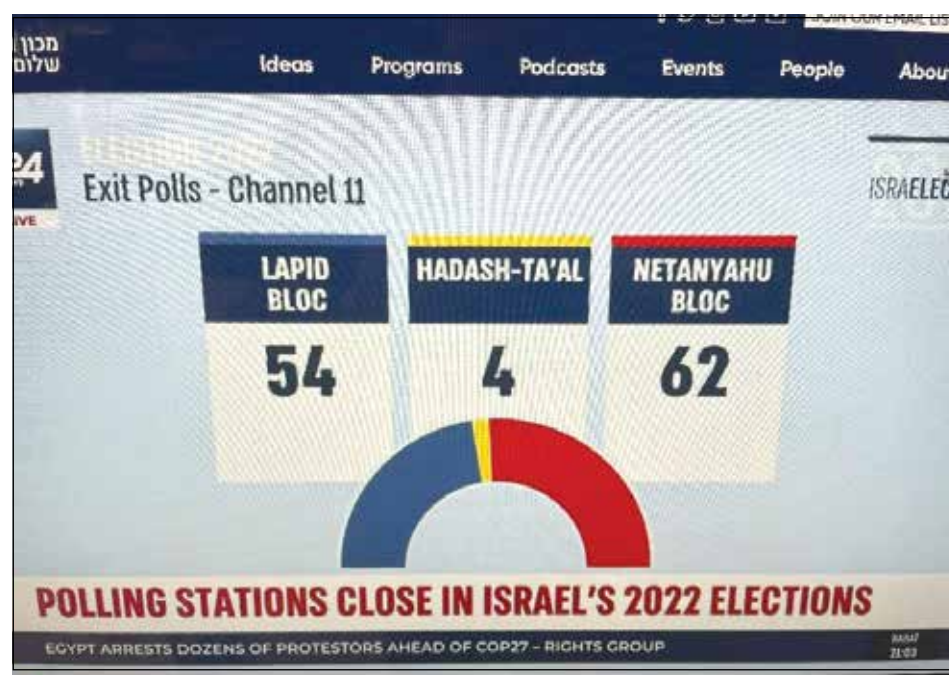 מכון
שלום
Ideas Programs Podcasts Events People Abou
Exit Polls - Channel 11
ISRAELEC
LAPID
BLOC
54
HADASH-TA'AL
4
NETANYAHU
BLOC
62
POLLING STATIONS CLOSE IN ISRAEL'S 2022 ELECTIONS
EGYPT ARRESTS DOZENS OF PROTESTORS AHEAD OF COP27 – RIGHTS GROUP
21:03